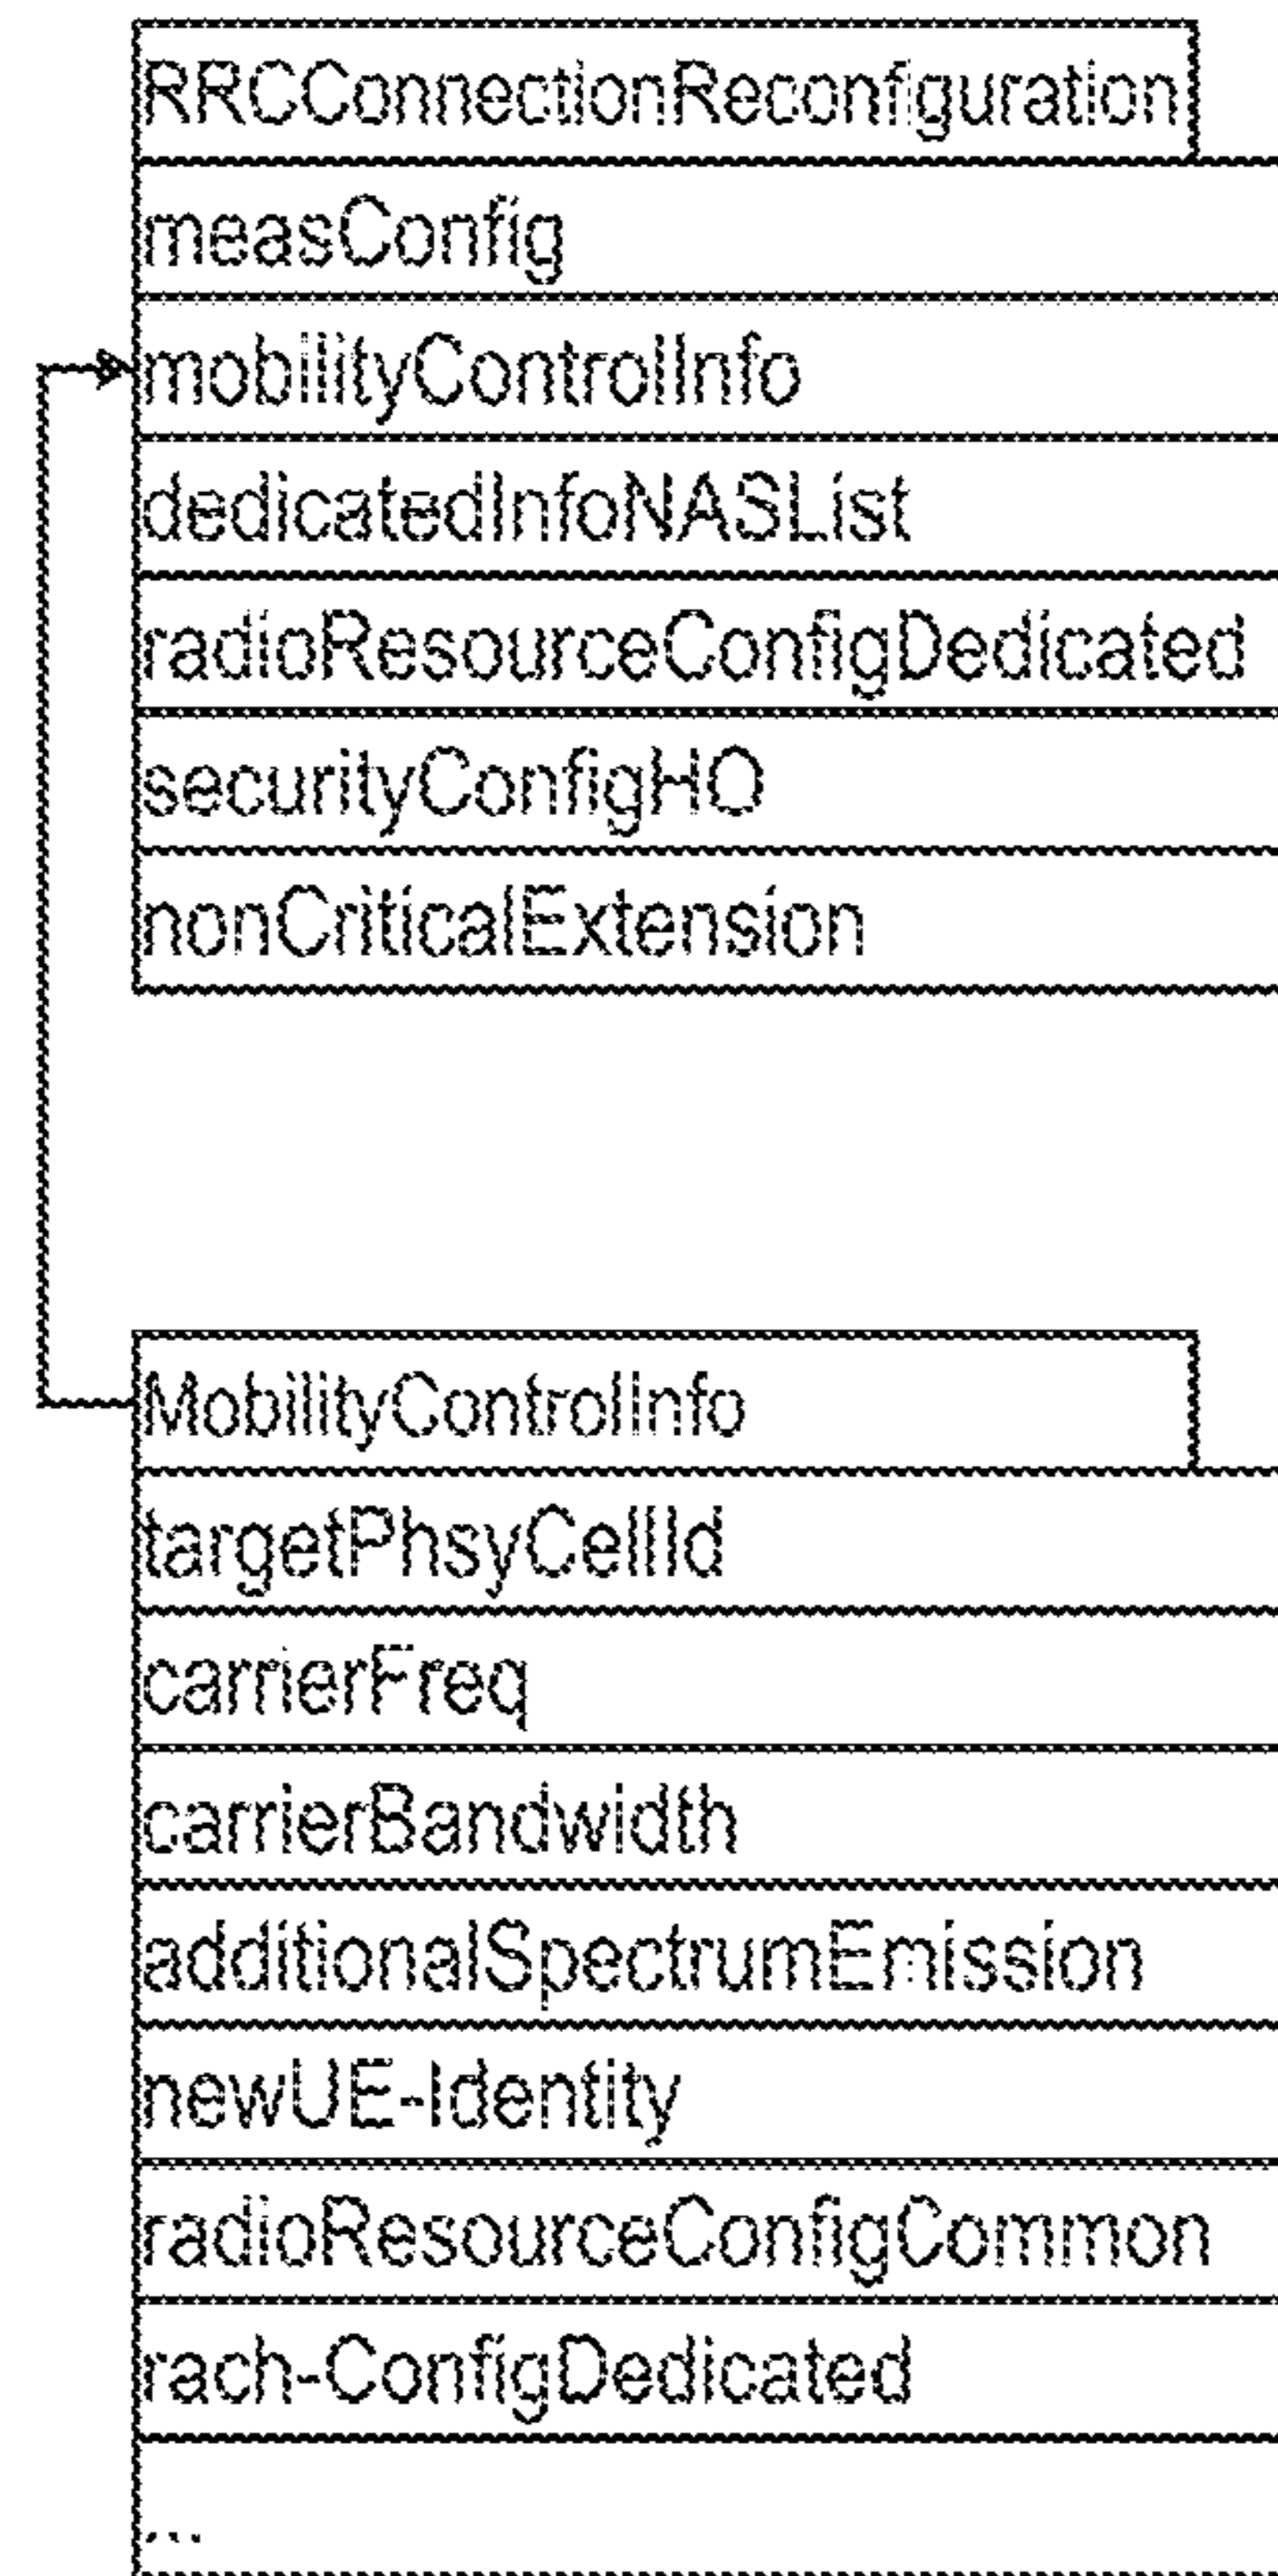 RRCConnectionReconfiguration
measConfig
mobilityControlInfo
dedicatedInfoNASList
radioResourceConfigDedicated
securityConfigHO
nonCriticalExtension
MobilityControlInfo
targetPhsyCellId
carrierFreq
carrierBandwidth
additionalSpectrumEmission
newUE-Identity
radioResourceConfigCommon
rach-ConfigDedicated
...